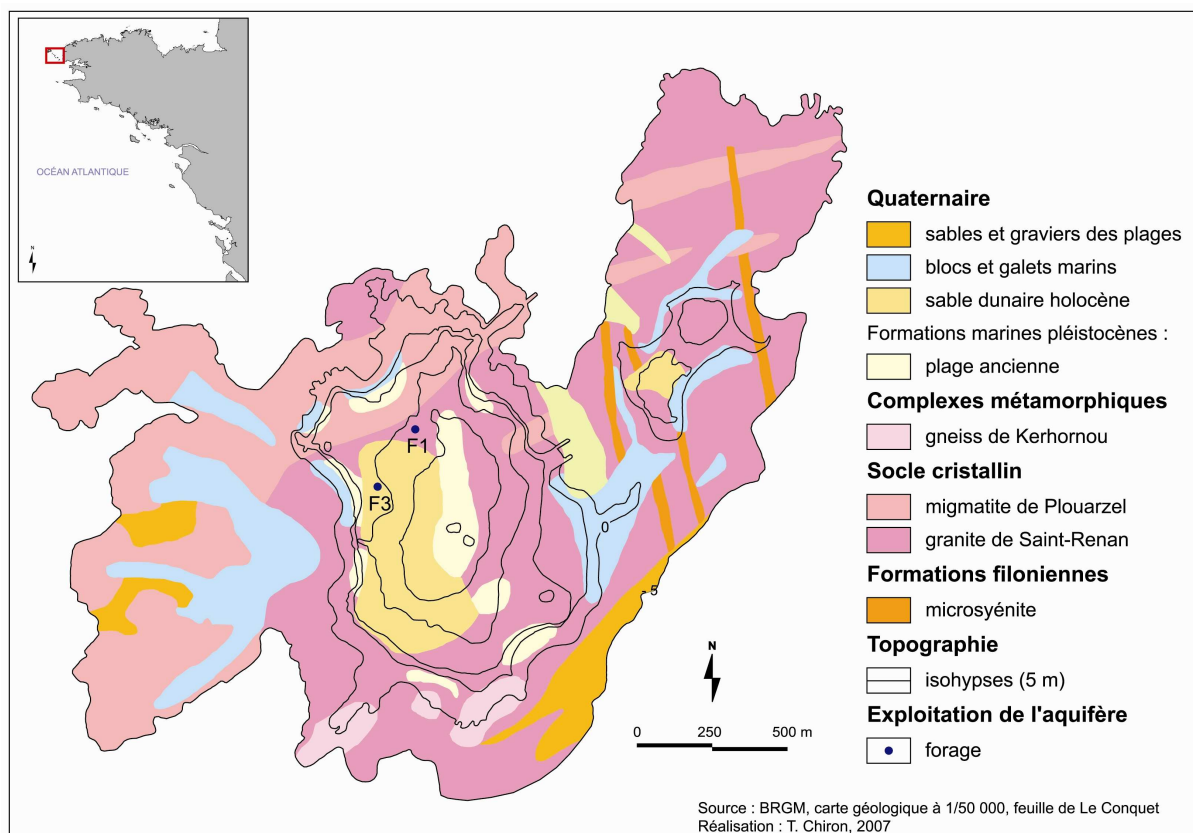 OCÉAN ATLANTIQUE
N
0
F1
F3
0
- 5
N
0 250 500 m
Quaternaire
sables et graviers des plages
blocs et galets marins
sable dunaire holocène
Formations marines pléistocènes :
plage ancienne
Complexes métamorphiques
gneiss de Kerhornou
Socle cristallin
migmatite de Plouarzel
granite de Saint-Renan
Formations filoniennes
microsyénite
Topographie
isohypses (5 m)
Exploitation de l'aquifère
forage
Source : BRGM, carte géologique à 1/50 000, feuille de Le Conquet
Réalisation : T. Chiron, 2007